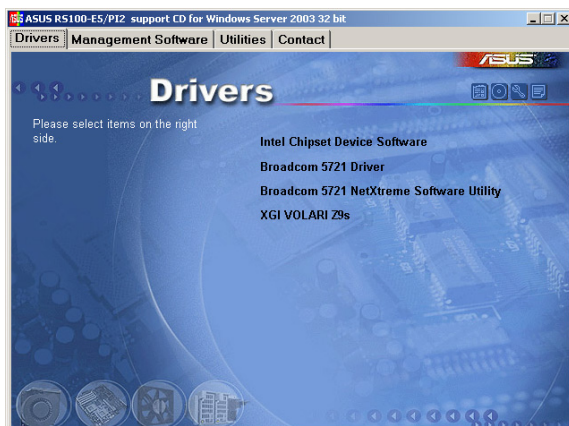 ASUS RS100-E5/PI2 support CD for Windows Server 2003 32 bit
Drivers Management Software Utilities Contact
ASUS
Drivers
Please select items on the right
side.
Intel Chipset Device Software
Broadcom 5721 Driver
Broadcom 5721 NetXtreme Software Utility
XGI VOLARI Z9s